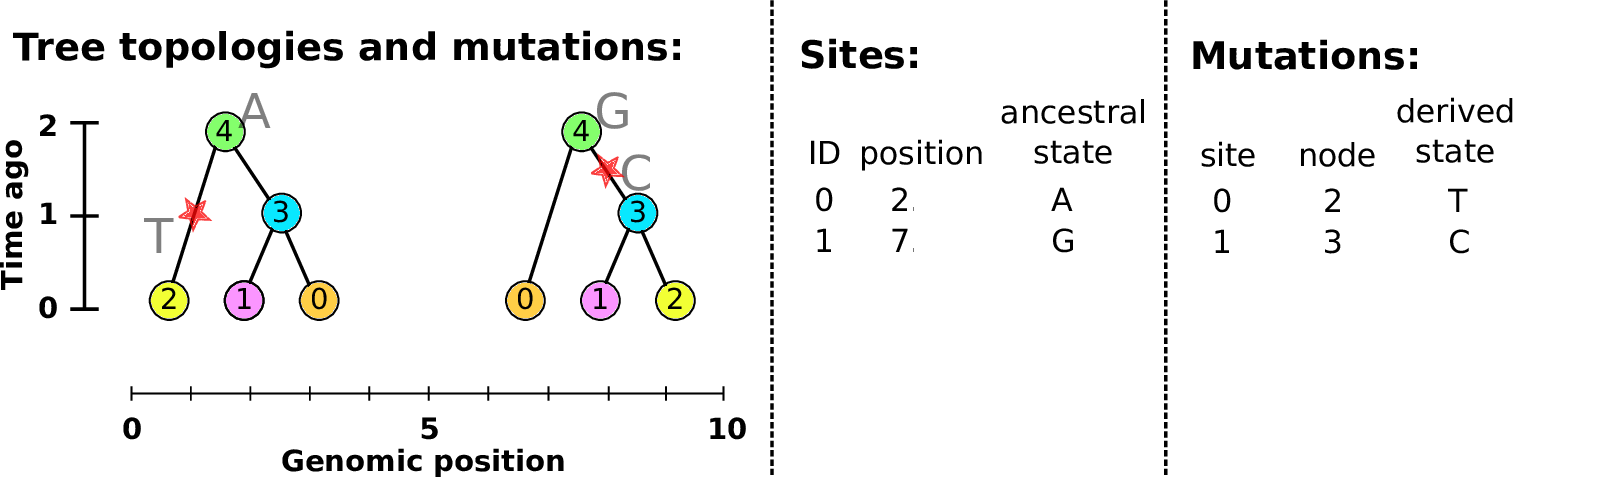 Tree topologies and mutations:
A
G
C
T
2
1
0
Time ago
4
3
2 1 0
4
3
0 1 2
0 5 10
Genomic position
Sites:
ID position ancestral state
0 2. A
1 7. G
Mutations:
site node derived state
0 2 T
1 3 C